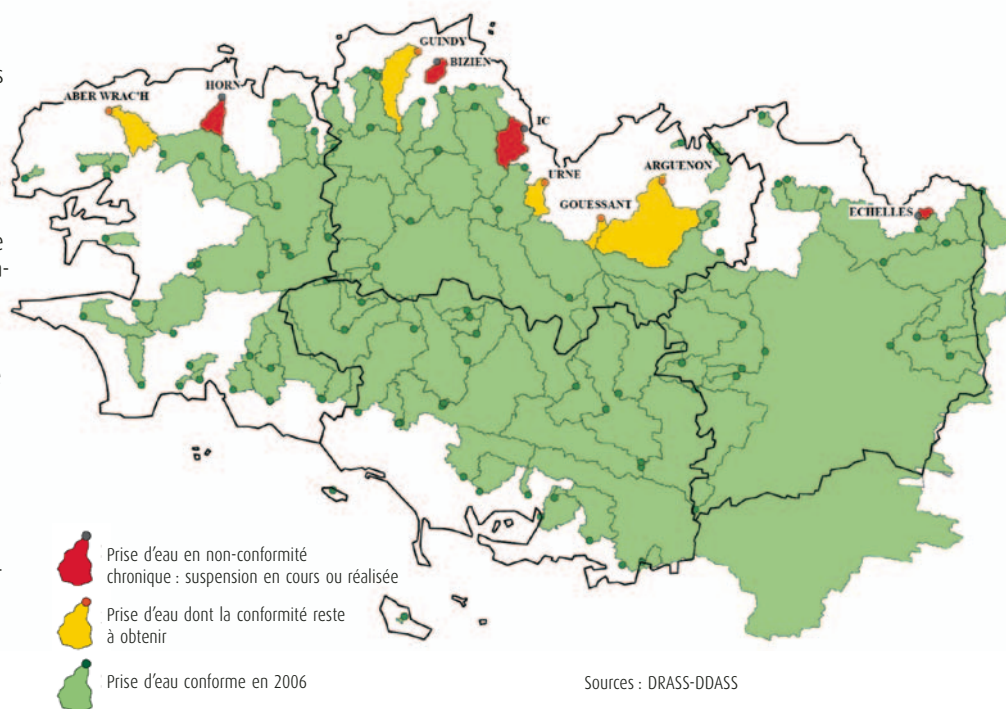 s
e
n-
.
.
GUINDY
BIZIEN
HORN
ABER WRAC'H
IC
URNE
ARGUENON
GOUESSANT
ECHELLES
Prise d'eau en non-conformité
chronique : suspension en cours ou réalisée
Prise d'eau dont la conformité reste
à obtenir
Prise d'eau conforme en 2006
Sources : DRASS-DDASS